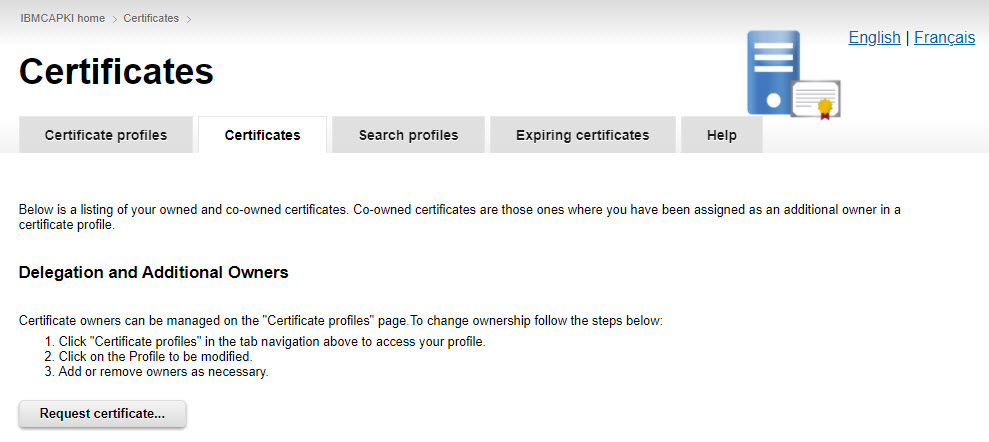 IBMCAPKI home > Certificates >
English | Français
Certificates
Certificate profiles Certificates Search profiles Expiring certificates Help
Below is a listing of your owned and co-owned certificates. Co-owned certificates are those ones where you have been assigned as an additional owner in a
certificate profile.
Delegation and Additional Owners
Certificate owners can be managed on the "Certificate profiles" page.To change ownership follow the steps below:
1. Click "Certificate profiles" in the tab navigation above to access your profile.
2. Click on the Profile to be modified.
3. Add or remove owners as necessary.
Request certificate...